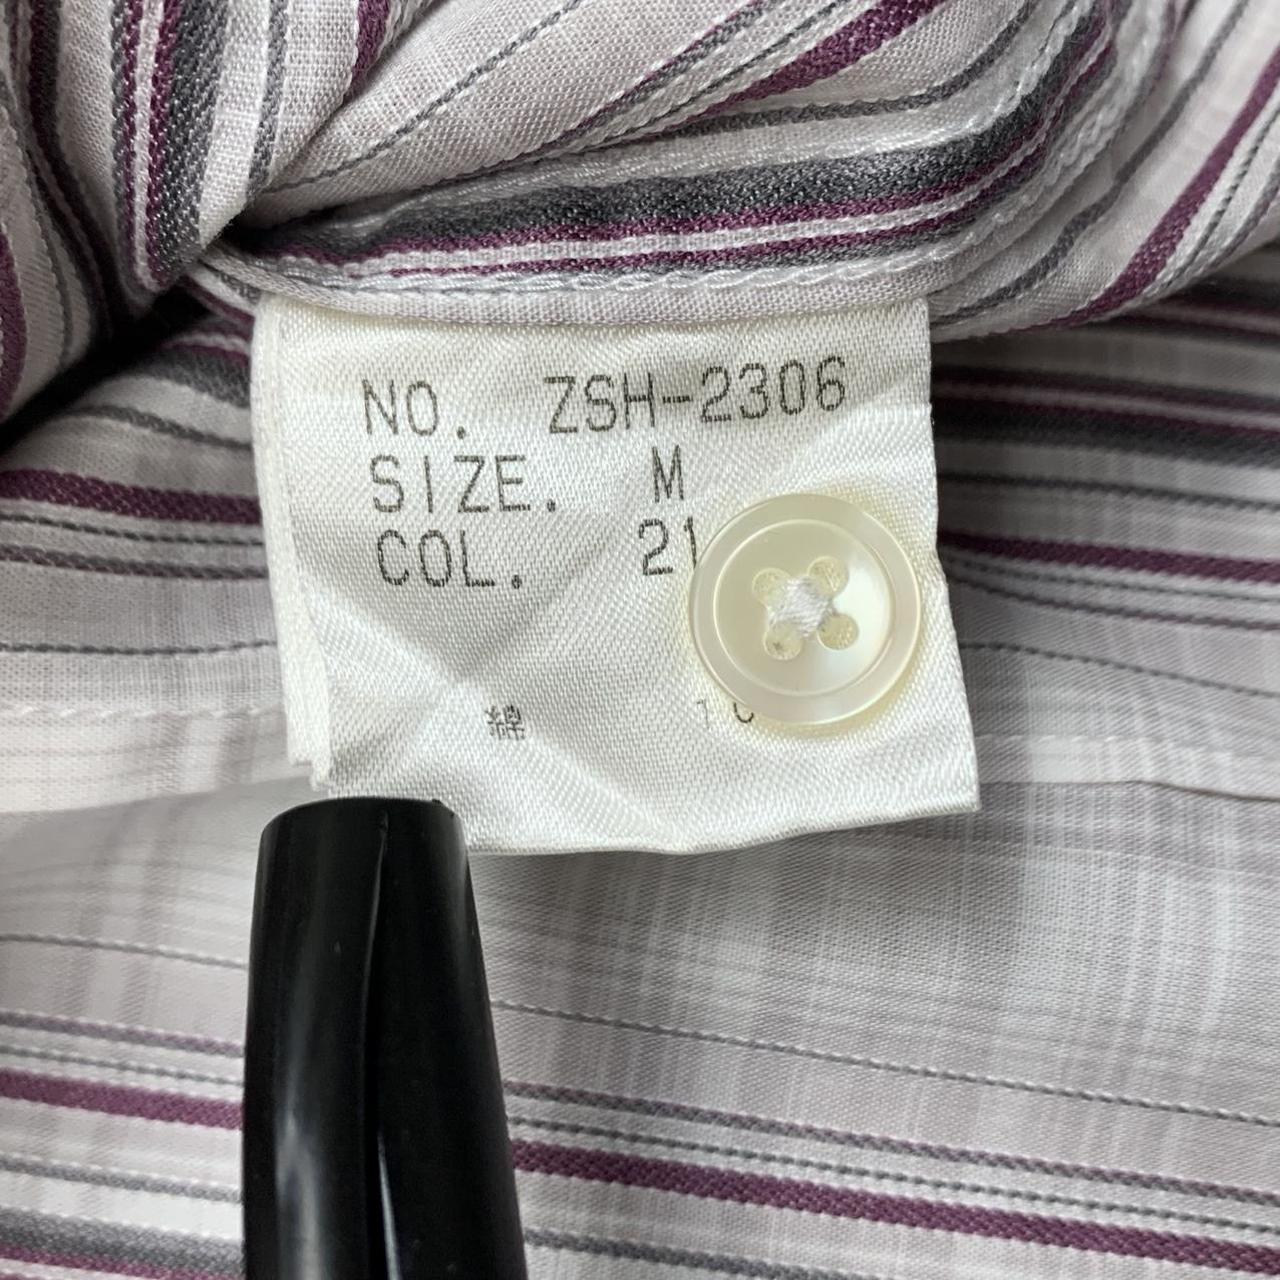 NO. ZSH-2306
SIZE. M
COL. 21
綿